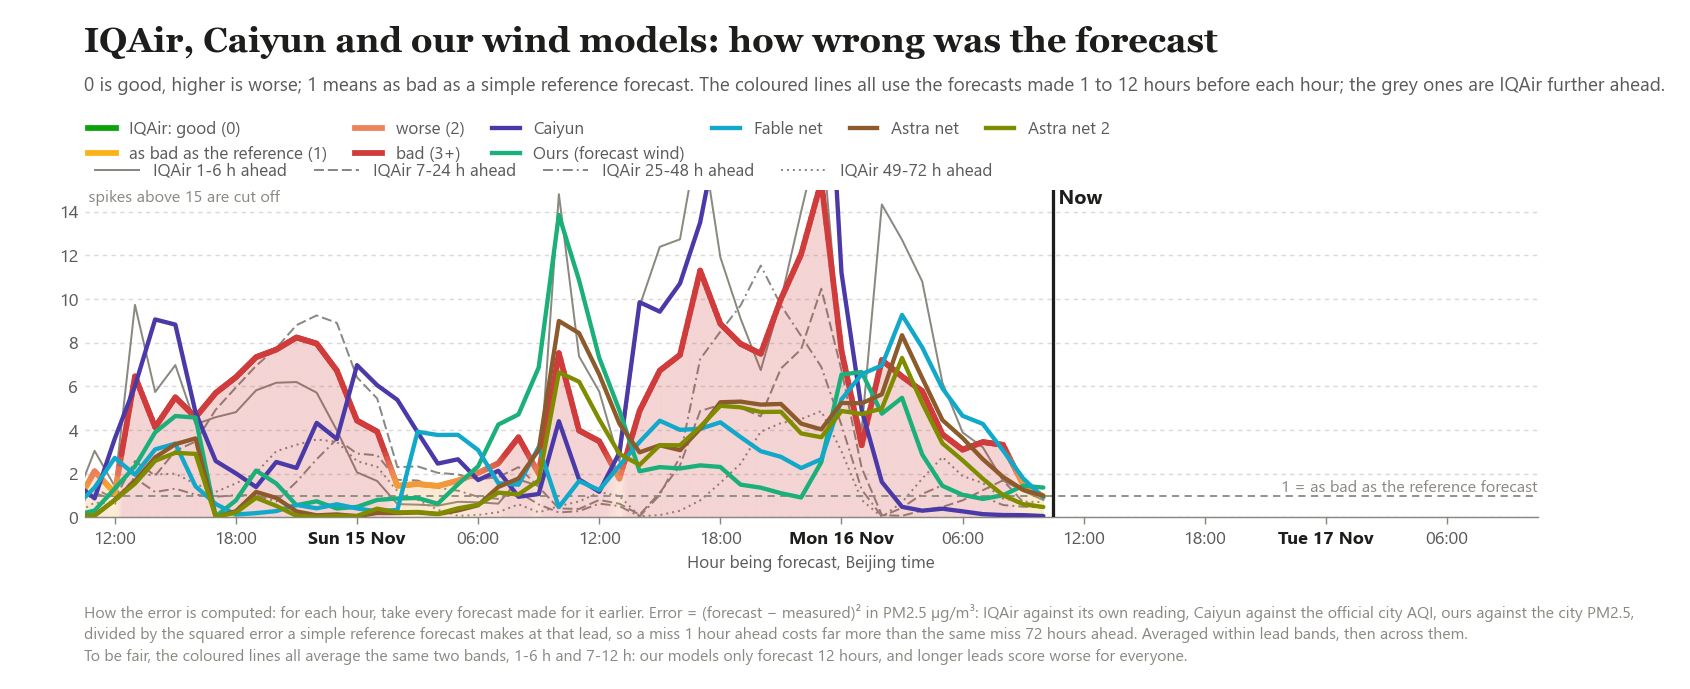 IQAir, Caiyun and our wind models: how wrong was the forecast
0 is good, higher is worse; 1 means as bad as a simple reference forecast. The coloured lines all use the forecasts made 1 to 12 hours before each hour; the grey ones are IQAir further ahead.
IQAir: good (0) worse (2) Caiyun Fable net Astra net Astra net 2
as bad as the reference (1) bad (3+) Ours (forecast wind)
IQAir 1-6 h ahead IQAir 7-24 h ahead IQAir 25-48 h ahead IQAir 49-72 h ahead
spikes above 15 are cut off
Now
14
12
10
8
6
4
2
1 = as bad as the reference forecast
0
12:00 18:00 Sun 15 Nov 06:00 12:00 18:00 Mon 16 Nov 06:00 12:00 18:00 Tue 17 Nov 06:00
Hour being forecast, Beijing time
How the error is computed: for each hour, take every forecast made for it earlier. Error = (forecast − measured)² in PM2.5 µg/m³: IQAir against its own reading, Caiyun against the official city AQI, ours against the city PM2.5,
divided by the squared error a simple reference forecast makes at that lead, so a miss 1 hour ahead costs far more than the same miss 72 hours ahead. Averaged within lead bands, then across them.
To be fair, the coloured lines all average the same two bands, 1-6 h and 7-12 h: our models only forecast 12 hours, and longer leads score worse for everyone.